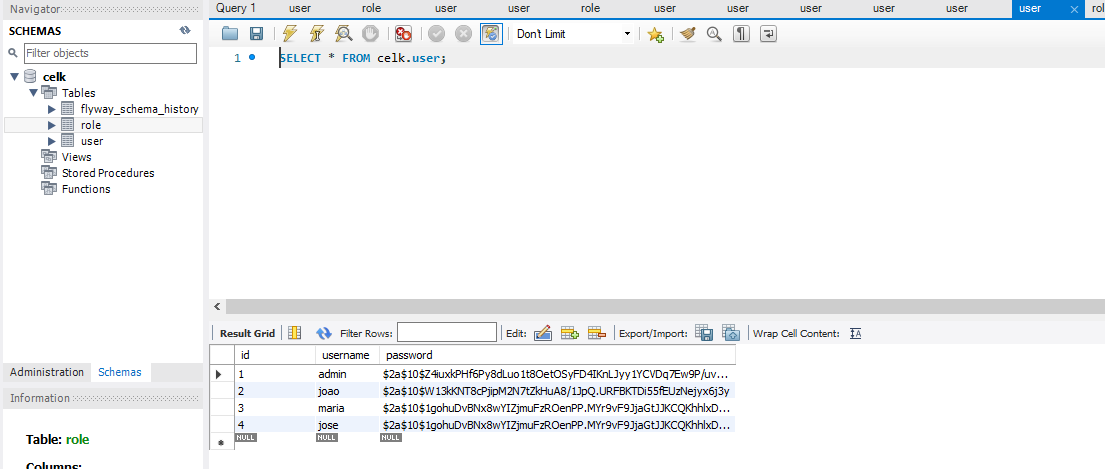 Navigator
SCHEMAS
Filter objects
celk
Tables
flyway_schema_history
role
user
Views
Stored Procedures
Functions
Administration Schemas
Information
Table: role
Columns:
Query 1 user role user user role user user user user user user rol
Don't Limit
1 SELECT * FROM celk.user;
Result Grid Filter Rows: Edit: Export/Import: Wrap Cell Content:
id username password
1 admin $2a$10$Z4iuxkPHf6Py8dLuo1t8OetOSyFD4IKnLJyy1YCVDq7Ew9P/uv...
2 joao $2a$10$W13kKNT8cPjipM2N7tZkHuA8/1JpQ.URFBKTDi55fEUzNejyx6j3y
3 maria $2a$10$1gohuDvBNx8wYIZjmuFzROenPP.MYr9vF9JjaGtJJKCQKhhlxD...
4 jose $2a$10$1gohuDvBNx8wYIZjmuFzROenPP.MYr9vF9JjaGtJJKCQKhhlxD...
NULL NULL NULL